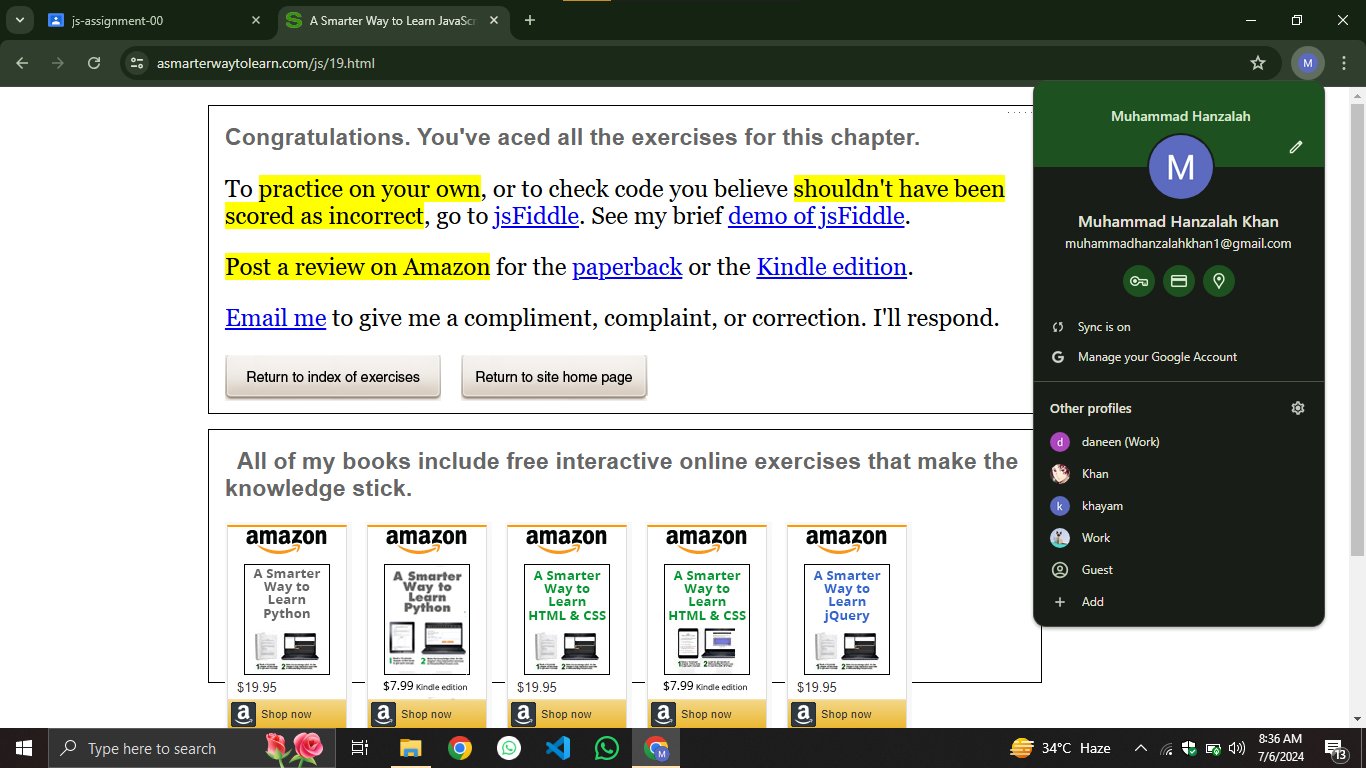 js-assignment-00
A Smarter Way to Learn JavaScr
asmarterwaytolearn.com/js/19.html
M
Congratulations. You've aced all the exercises for this chapter.
To practice on your own, or to check code you believe shouldn't have been
scored as incorrect, go to jsFiddle. See my brief demo of jsFiddle.
Post a review on Amazon for the paperback or the Kindle edition.
Email me to give me a compliment, complaint, or correction. I'll respond.
Return to index of exercises
Return to site home page
All of my books include free interactive online exercises that make the
knowledge stick.
amazon
A Smarter
Way to
Learn
Python
$19.95
Shop now
amazon
A Smarter
Way to
Learn
Python
$7.99 Kindle edition
Shop now
amazon
A Smarter
Way to
Learn
HTML & CSS
$19.95
Shop now
amazon
A Smarter
Way to
Learn
HTML & CSS
$7.99 Kindle edition
Shop now
amazon
A Smarter
Way to
Learn
jQuery
$19.95
Shop now
Muhammad Hanzalah
M
Muhammad Hanzalah Khan
muhammadhanzalahkhan1@gmail.com
Sync is on
Manage your Google Account
Other profiles
d
daneen (Work)
Khan
k
khayam
Work
Guest
Add
Type here to search
M
34°C Haze
8:36 AM
7/6/2024
13